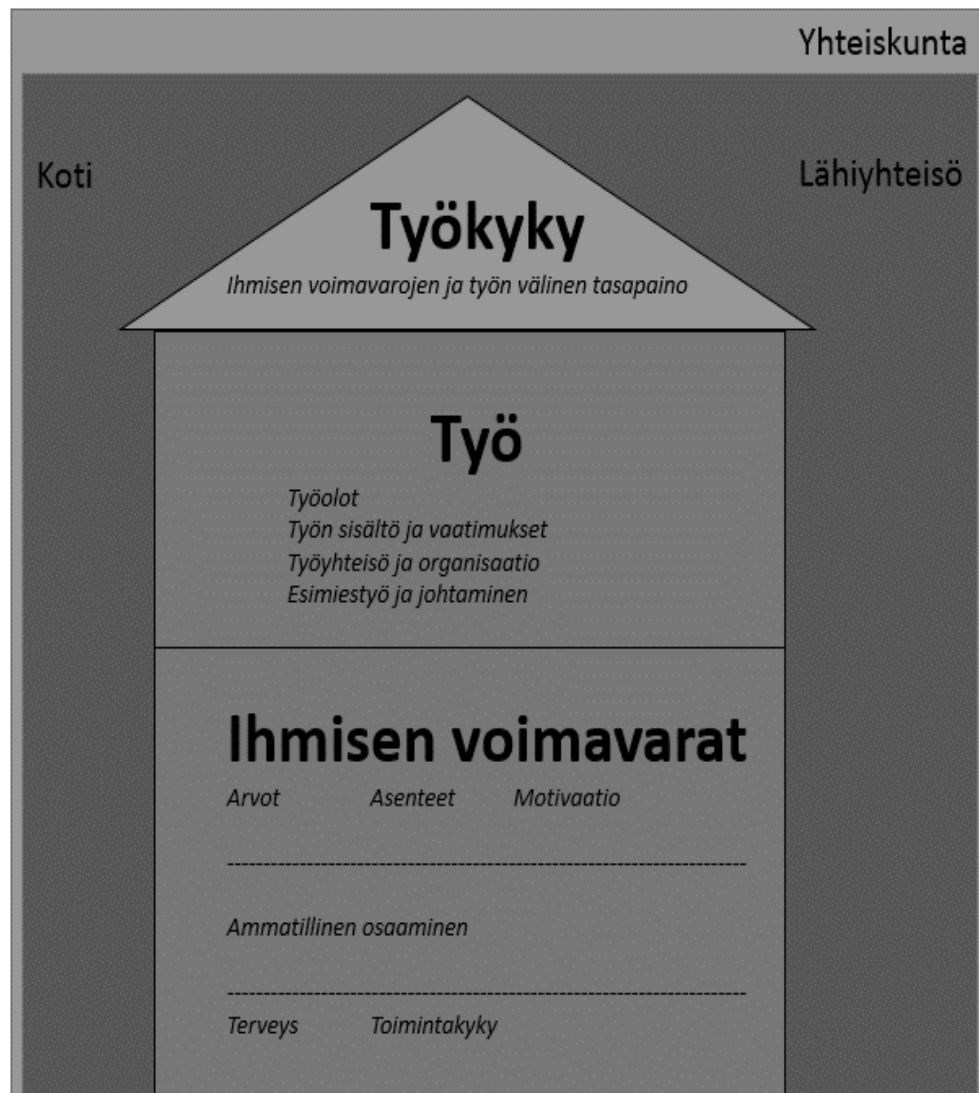 Yhteiskunta
Koti
Lähiyhteisö
Työkyky
Ihmisen voimavarojen ja työn välinen tasapaino
Työ
Työolot
Työn sisältö ja vaatimukset
Työyhteisö ja organisaatio
Esimiestyö ja johtaminen
Ihmisen voimavarat
Arvot Asenteet Motivaatio
Ammatillinen osaaminen
Terveys Toimintakyky